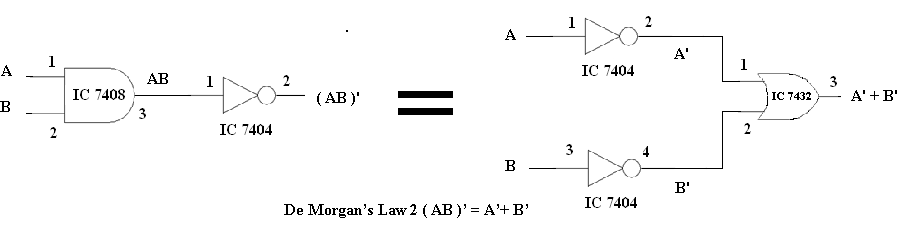 A
1
IC 7408
B
2
AB
3
1
2
IC 7404
( AB )'
A
1
2
IC 7404
A'
B
3
4
IC 7404
B'
1
IC 7432
2
3
A' + B'
De Morgan’s Law 2 ( AB )’ = A’+ B’